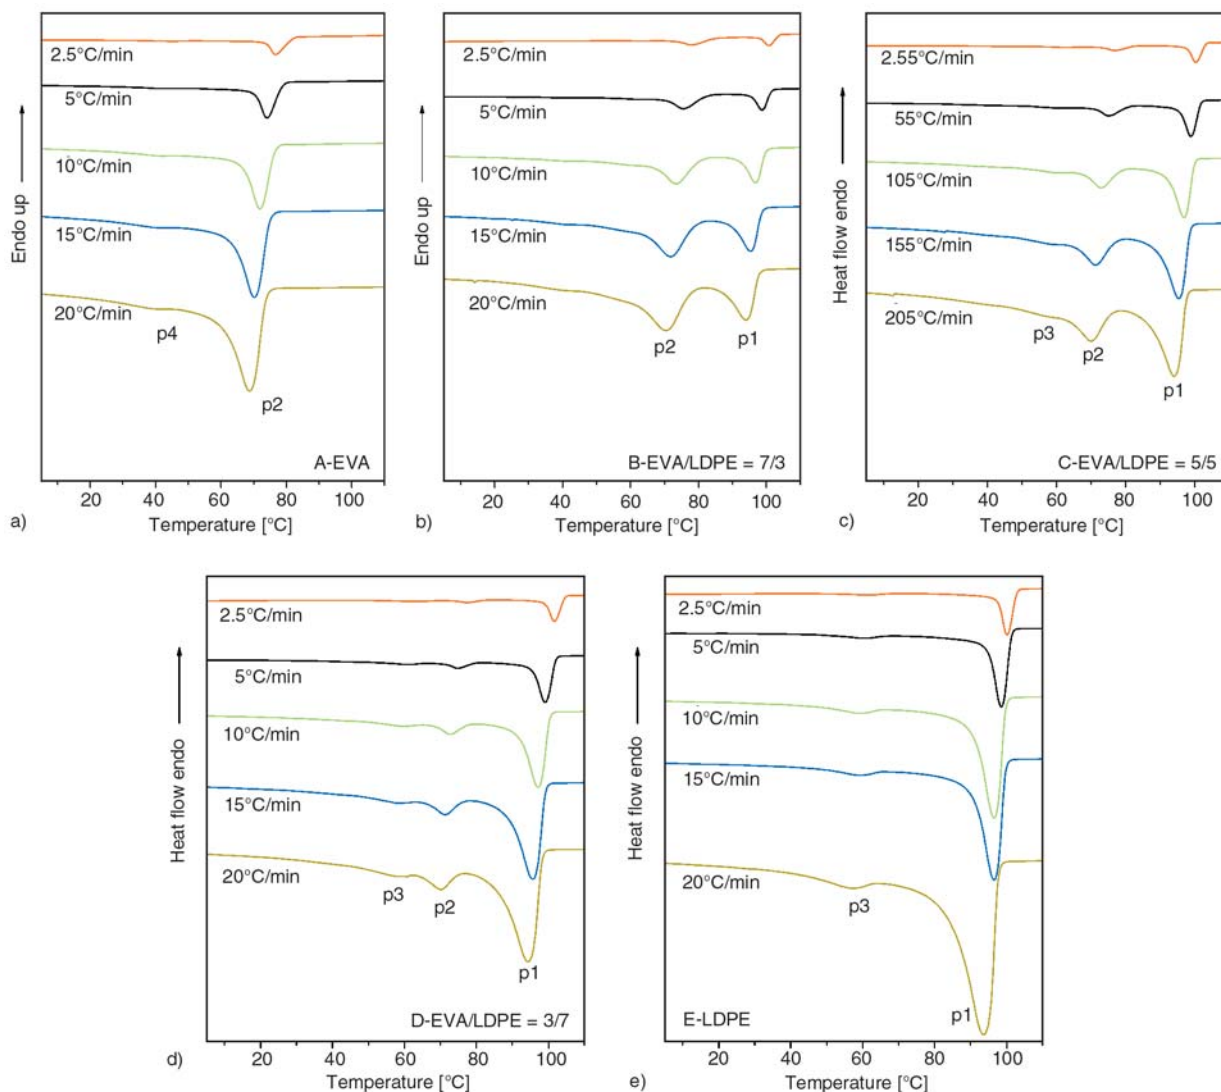 Endo up
2.5°C/min
5°C/min
10°C/min
15°C/min
20°C/min
p4
p2
A-EVA
20 40 60 80 100
a)
Temperature [°C]
Endo up
2.5°C/min
5°C/min
10°C/min
15°C/min
20°C/min
p2
p1
B-EVA/LDPE = 7/3
20 40 60 80 100
b)
Temperature [°C]
Heat flow endo
2.55°C/min
55°C/min
105°C/min
155°C/min
205°C/min
p3
p2
p1
C-EVA/LDPE = 5/5
20 40 60 80 100
c)
Temperature [°C]
Heat flow endo
2.5°C/min
5°C/min
10°C/min
15°C/min
20°C/min
p3
p2
p1
D-EVA/LDPE = 3/7
20 40 60 80 100
d)
Temperature [°C]
Heat flow endo
2.5°C/min
5°C/min
10°C/min
15°C/min
20°C/min
p3
p1
E-LDPE
20 40 60 80 100
e)
Temperature [°C]